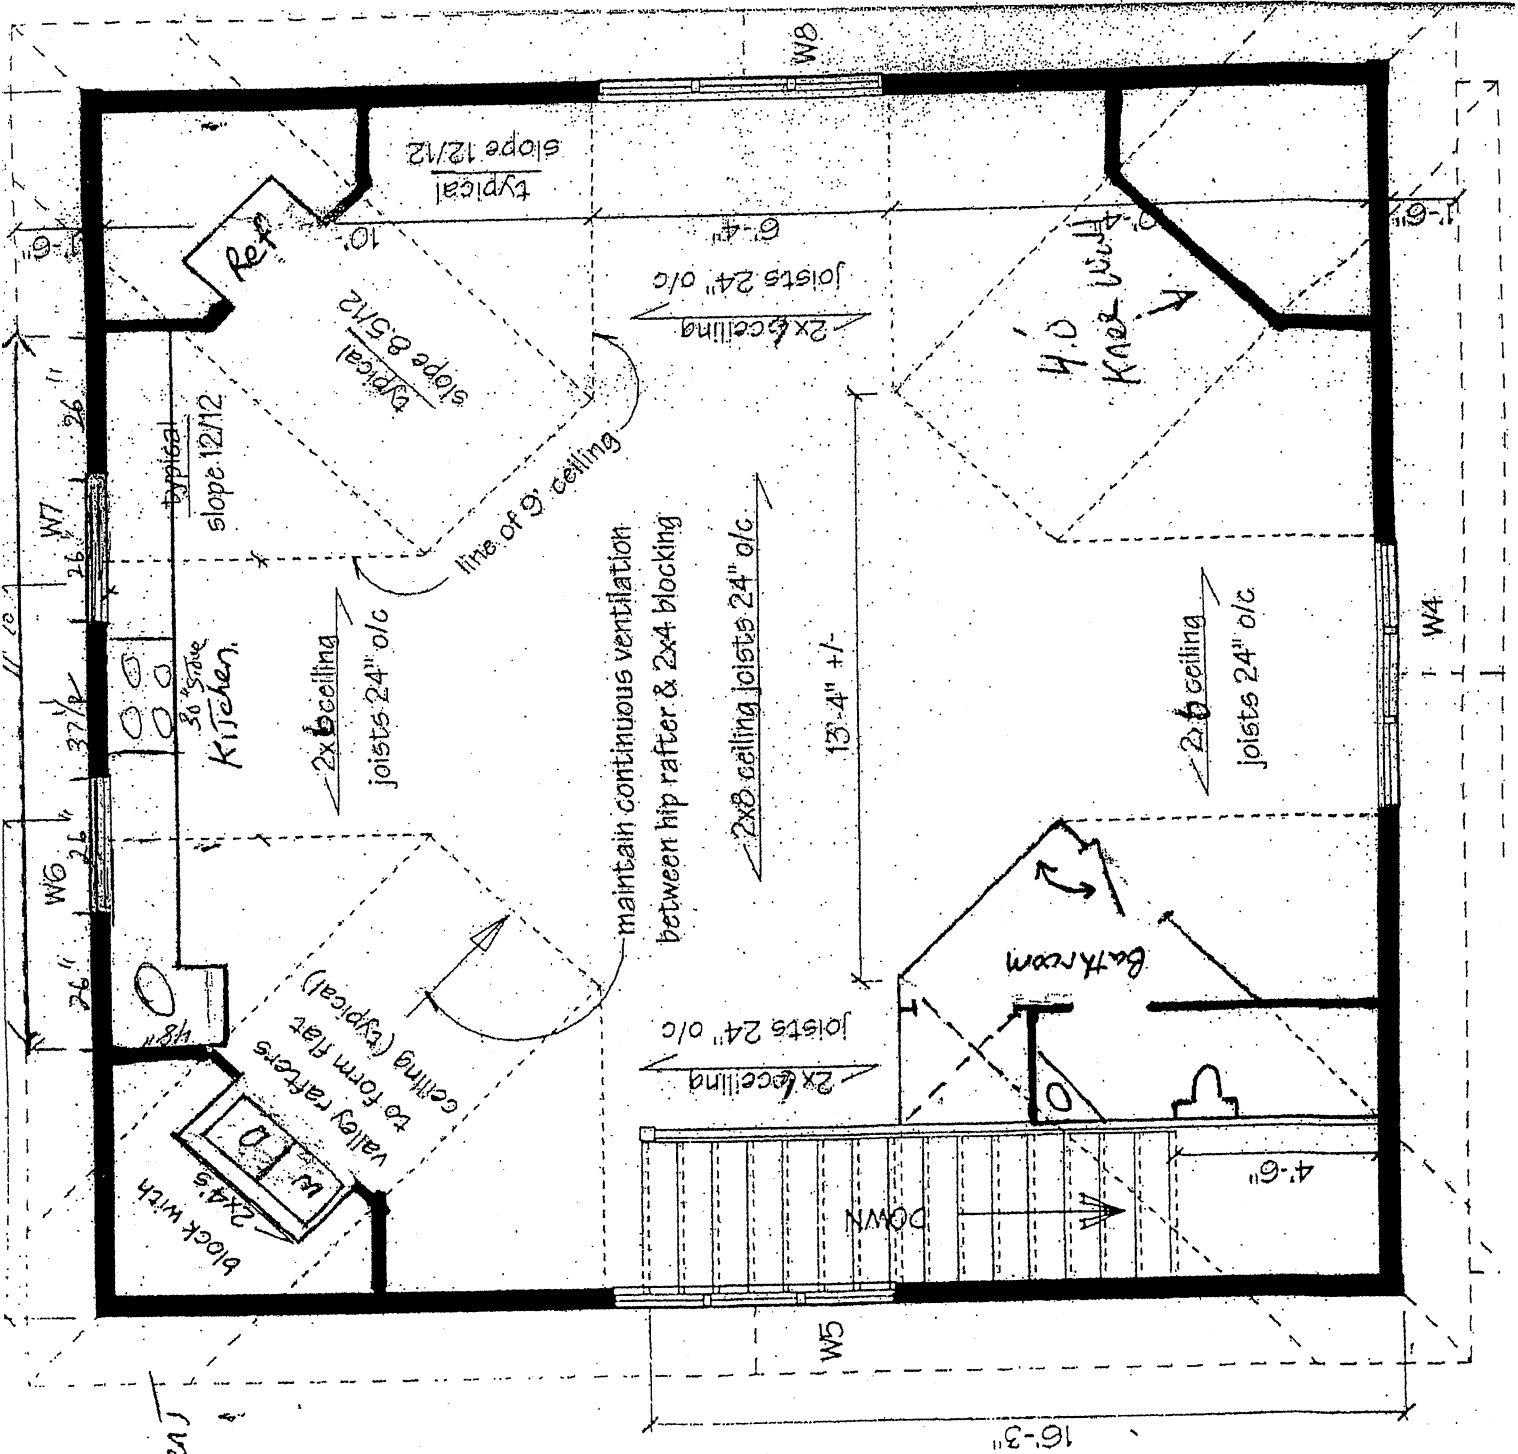 W8
typical
slope 12/12
1'-6"
10'-
6'-4"
1'-6"
Ref
typical
slope 8.5/12
2x6 ceiling
joists 24" o/c
4'.0
Knee Wall
26"
W7
26"
37 1/2
26"
W6
26"
typical
slope 12/12
line of 9' ceiling
30" Stove
Kitchen
2x6 ceiling
joists 24" o/c
maintain continuous ventilation
between hip rafter & 2x4 blocking
2x8 ceiling joists 24" o/c
13'-4" +/-
2x6 ceiling
joists 24" o/c
W4
48"
valley rafters
to form flat
ceiling (typical)
block with
2x4's
W
D
2x6 ceiling
joists 24" o/c
Bathroom
DOWN
4'-6"
W5
16'-3"